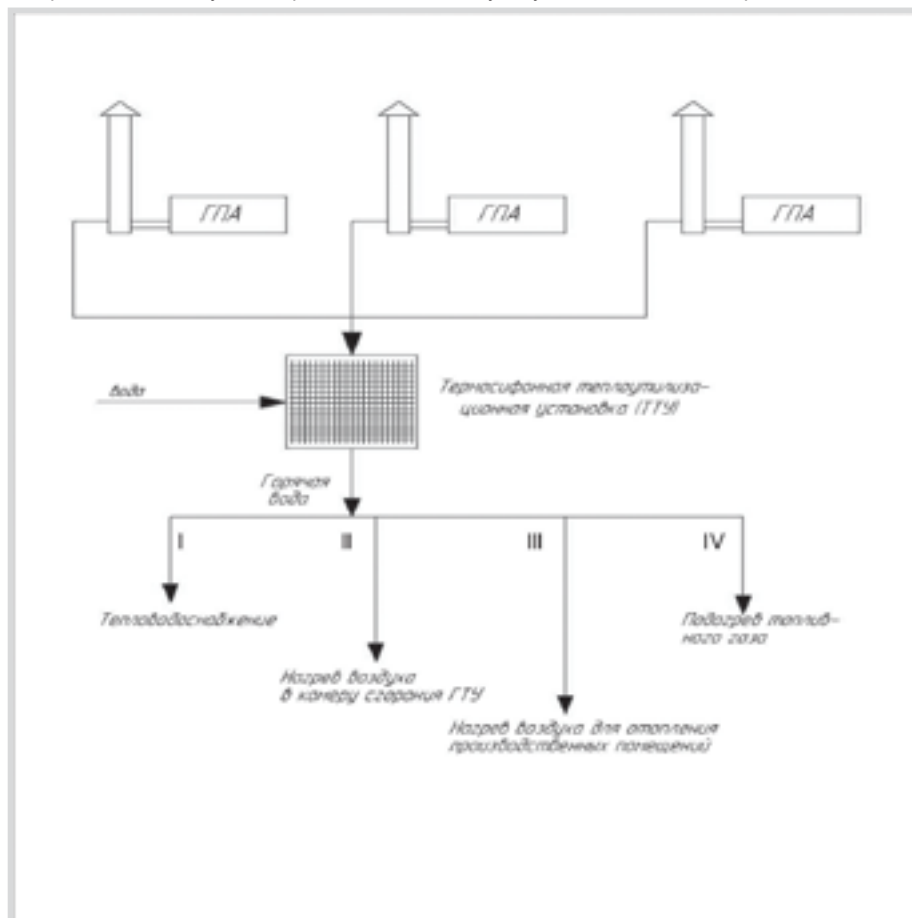 ГПА
ГПА
ГПА
вода
Термосифонная теплоутилиза-
ционная установка (ТТУ)
Горячая
вода
I
II
III
IV
Тепловодоснабжение
Подогрев топлив-
ного газа
Нагрев воздуха
в камеру сгорания ГТУ
Нагрев воздуха для отопления
производственных помещений